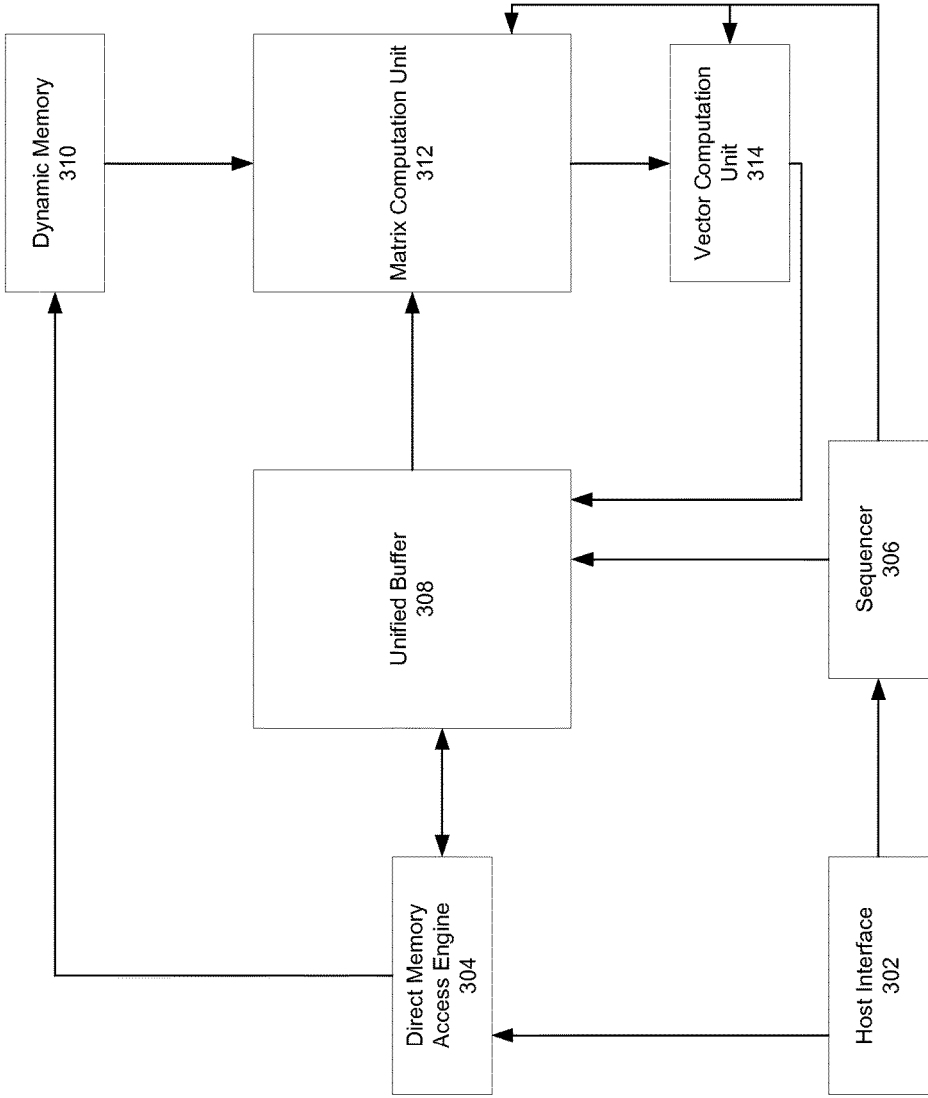 Dynamic Memory
310
Matrix Computation Unit
312
Vector Computation
Unit
314
Unified Buffer
308
Sequencer
306
Direct Memory
Access Engine
304
Host Interface
302